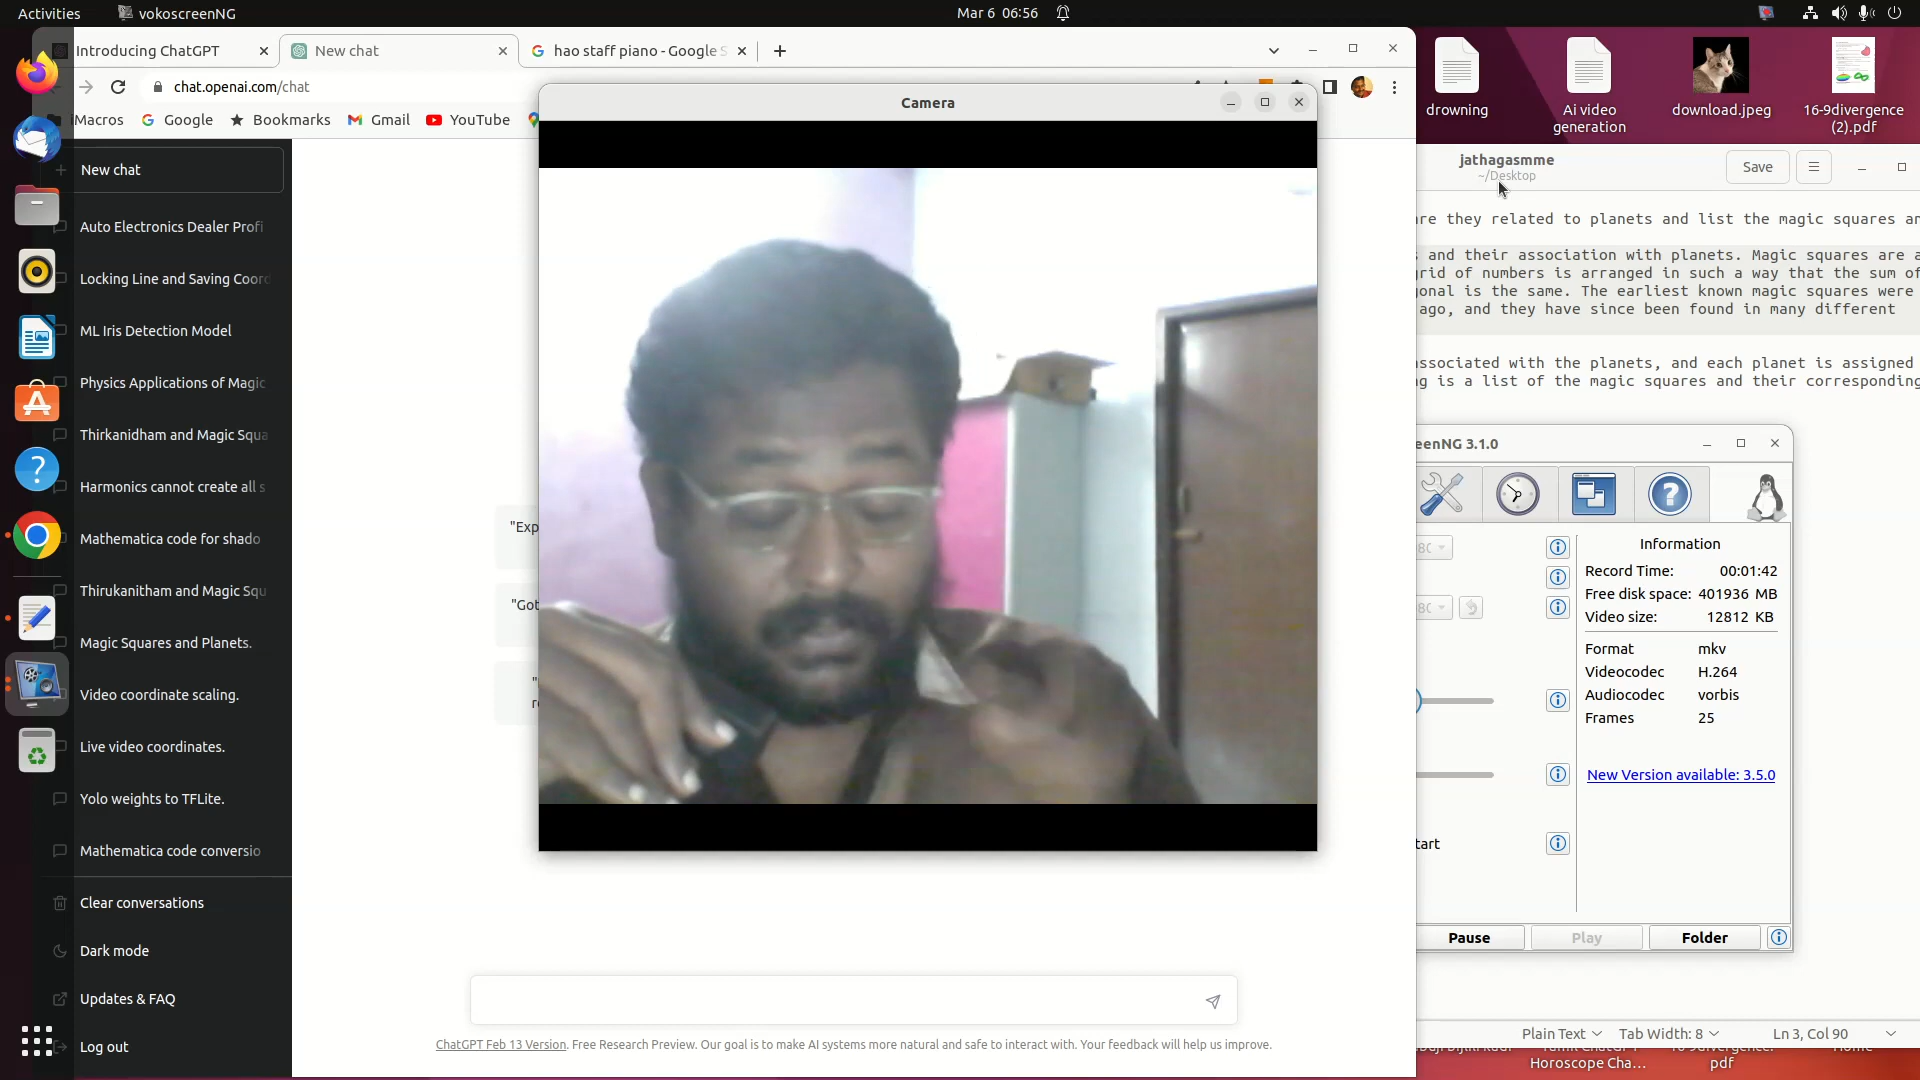 Activities
vokoscreenNG
Mar 6 06:56
Introducing ChatGPT
New chat
hao staff piano - Google S
chat.openai.com/chat
Macros
Google
Bookmarks
Gmail
YouTube
New chat
Auto Electronics Dealer Profi
Locking Line and Saving Coord
ML Iris Detection Model
Physics Applications of Magic
Thirkanidham and Magic Squa
Harmonics cannot create all s
Mathematica code for shado
Thirukanitham and Magic Squ
Magic Squares and Planets.
Video coordinate scaling.
Live video coordinates.
Yolo weights to TFLite.
Mathematica code conversio
Clear conversations
Dark mode
Updates & FAQ
Log out
"Exp
"Got
Camera
ChatGPT Feb 13 Version. Free Research Preview. Our goal is to make AI systems more natural and safe to interact with. Your feedback will help us improve.
drowning
Ai video
generation
download.jpeg
16-9divergence
(2).pdf
jathagasmme
~/Desktop
Save
re they related to planets and list the magic squares an
s and their association with planets. Magic squares are a
grid of numbers is arranged in such a way that the sum of
gonal is the same. The earliest known magic squares were
ago, and they have since been found in many different
associated with the planets, and each planet is assigned
ng is a list of the magic squares and their corresponding
eenNG 3.1.0
Information
Record Time: 00:01:42
Free disk space: 401936 MB
Video size: 12812 KB
Format mkv
Videocodec H.264
Audiocodec vorbis
Frames 25
New Version available: 3.5.0
tart
Pause
Play
Folder
Plain Text
Tab Width: 8
Ln 3, Col 90
Horoscope Cha...
pdf